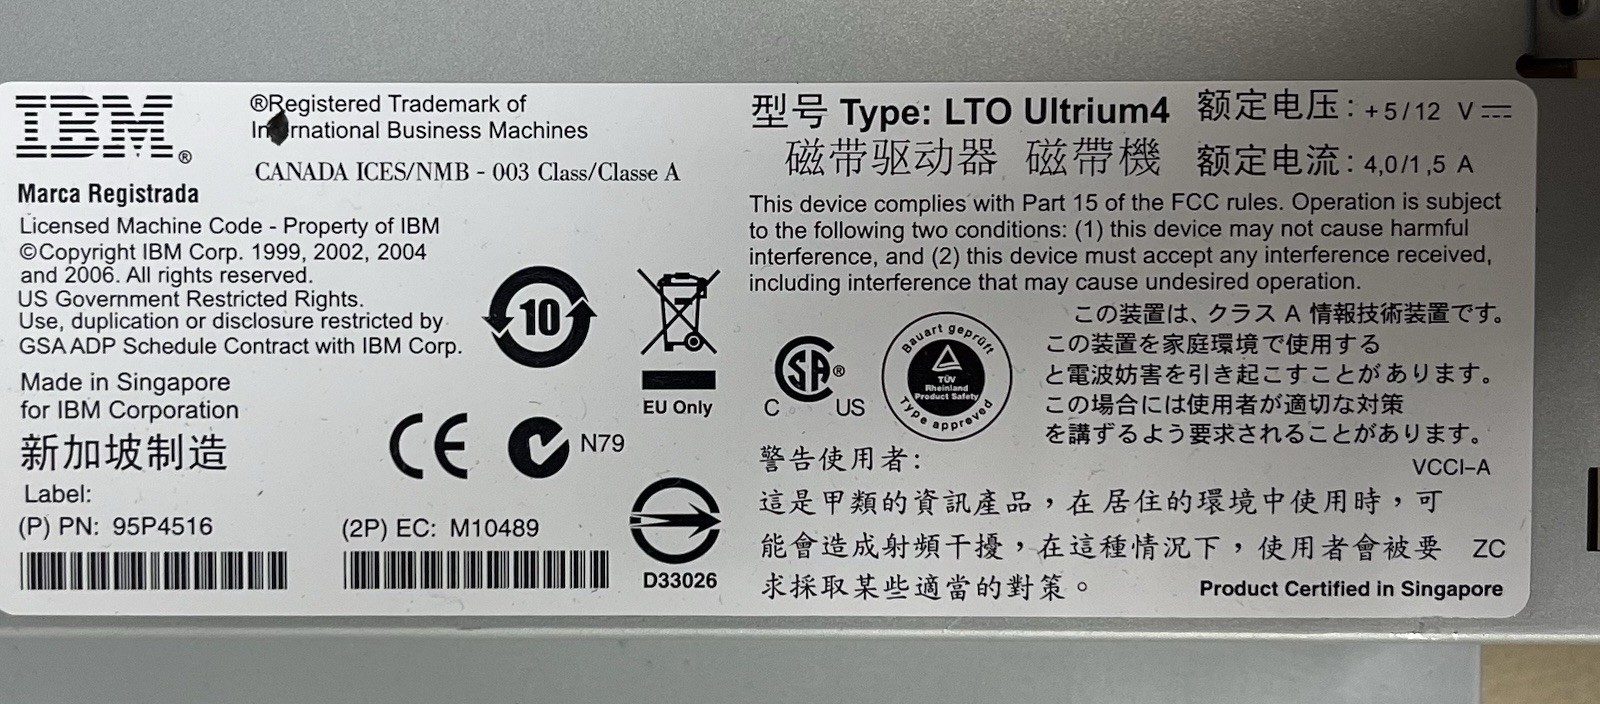 IBM®
Marca Registrada
®Registered Trademark of
International Business Machines
CANADA ICES/NMB - 003 Class/Classe A
Licensed Machine Code - Property of IBM
©Copyright IBM Corp. 1999, 2002, 2004
and 2006. All rights reserved.
US Government Restricted Rights.
Use, duplication or disclosure restricted by
GSA ADP Schedule Contract with IBM Corp.
Made in Singapore
for IBM Corporation
新加坡制造
Label:
(P) PN: 95P4516
(2P) EC: M10489
10
EU Only
CE
N79
D33026
型号 Type: LTO Ultrium4
磁带驱动器 磁帶機
额定电压: +5/12 V
额定电流: 4,0/1,5 A
This device complies with Part 15 of the FCC rules. Operation is subject
to the following two conditions: (1) this device may not cause harmful
interference, and (2) this device must accept any interference received,
including interference that may cause undesired operation.
SA®
C US
Bauart geprüft
TÜV
Rheinland
Product Safety
Type approved
この装置は、クラス A 情報技術装置です。
この装置を家庭環境で使用する
と電波妨害を引き起こすことが あります。
この場合には使用者が適切な対策
を講ずるよう要求されることがあります。
VCCI-A
警告使用者:
這是甲類的資訊產品，在居住的環境中使用時，可
能會造成射頻干擾，在這種情況下，使用者會被要
求採取某些適當的對策。
ZC
Product Certified in Singapore